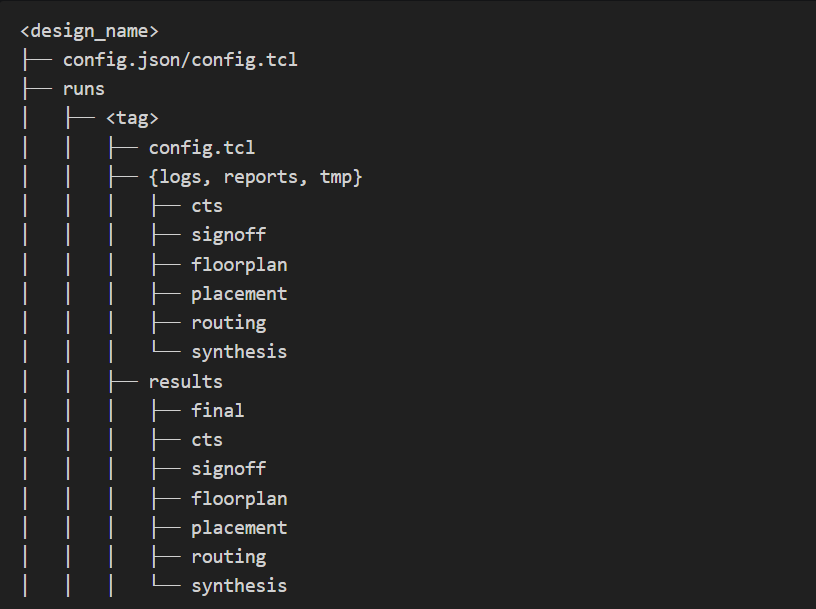 <design_name>
├── config.json/config.tcl
├── runs
│   ├── <tag>
│   │   ├── config.tcl
│   │   ├── {logs, reports, tmp}
│   │   │   ├── cts
│   │   │   ├── signoff
│   │   │   ├── floorplan
│   │   │   ├── placement
│   │   │   ├── routing
│   │   │   └── synthesis
│   │   ├── results
│   │   │   ├── final
│   │   │   ├── cts
│   │   │   ├── signoff
│   │   │   ├── floorplan
│   │   │   ├── placement
│   │   │   ├── routing
│   │   │   └── synthesis